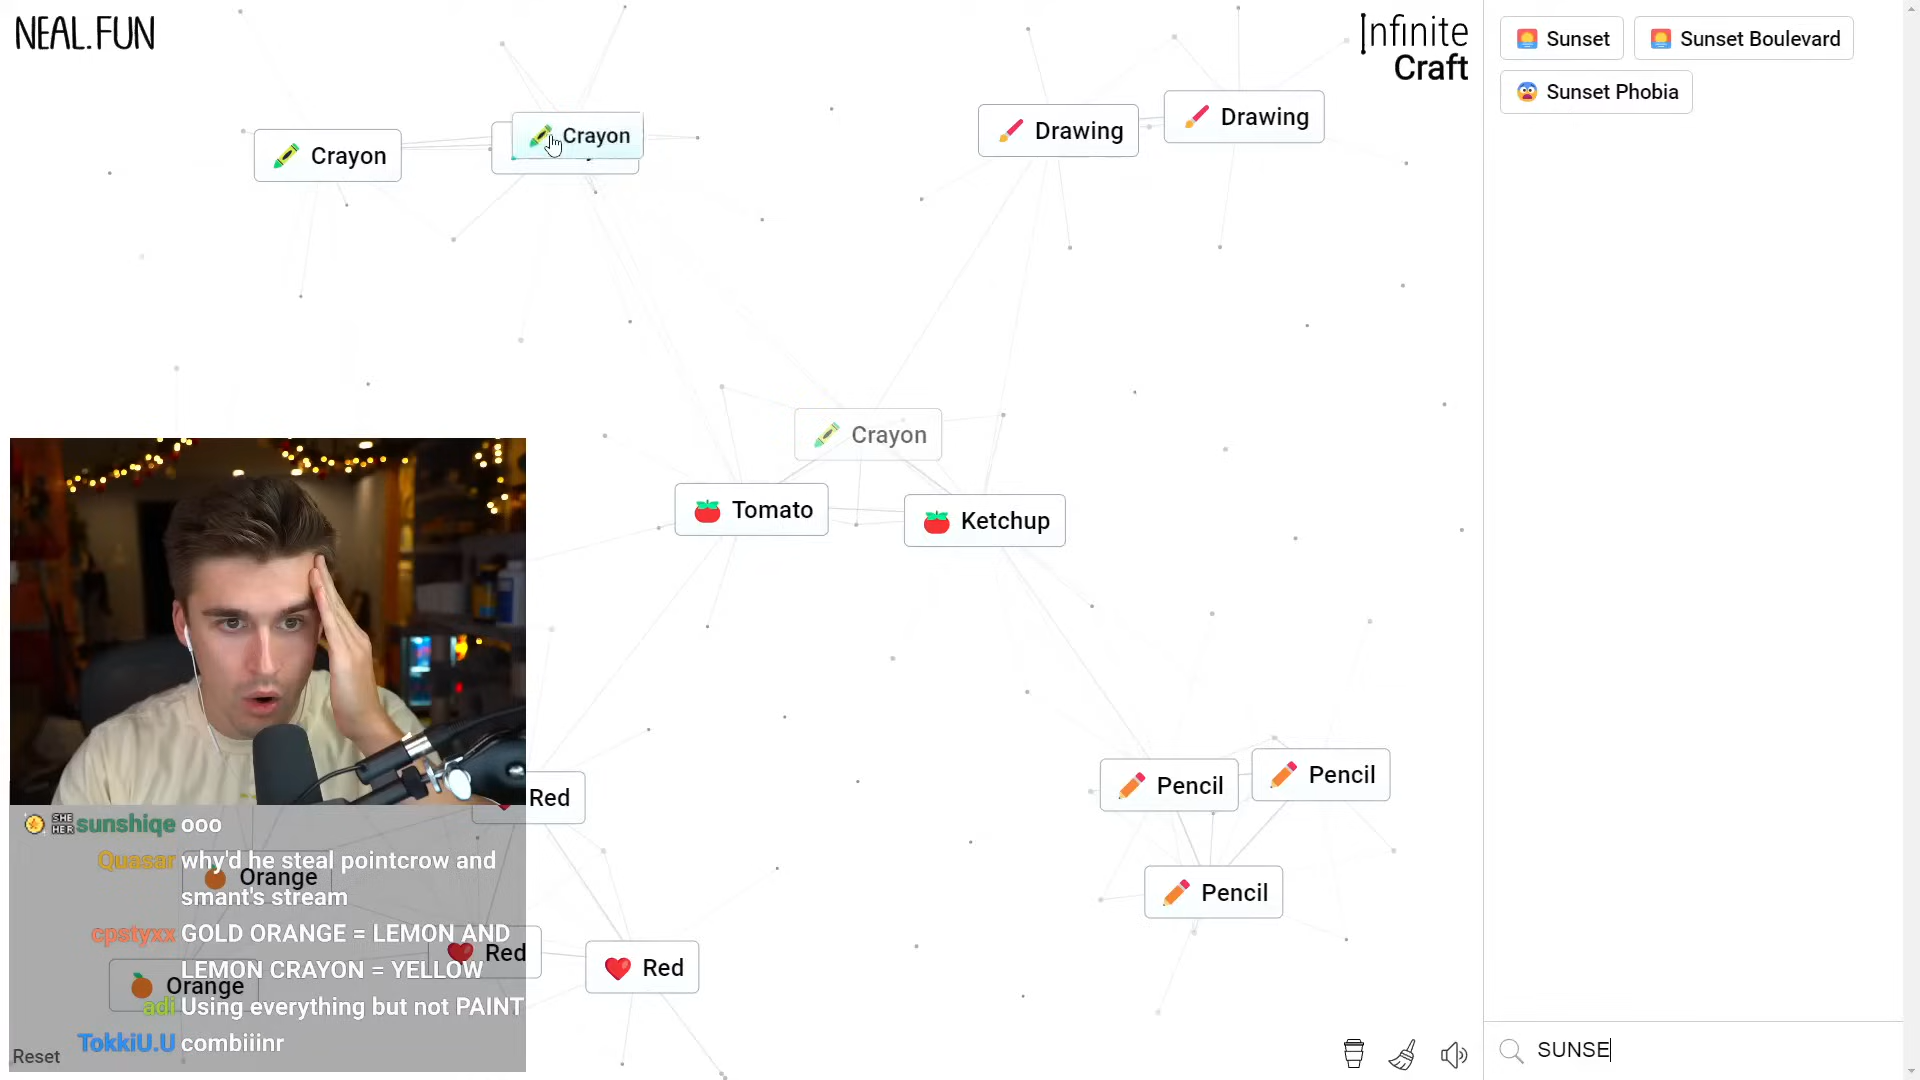 NEAL.FUN
Infinite
Craft
Sunset
Sunset Boulevard
Sunset Phobia
Crayon
Crayon
Drawing
Drawing
Crayon
Tomato
Ketchup
Pencil
Pencil
Pencil
Red
Red
Red
Orange
Orange
SHE
HER
sunshiqe ooo
Quasar why'd he steal pointcrow and
smant's stream
cpstyxx GOLD ORANGE = LEMON AND
LEMON CRAYON = YELLOW
adi Using everything but not PAINT
TokkiU.U combiiinr
Reset
SUNSE